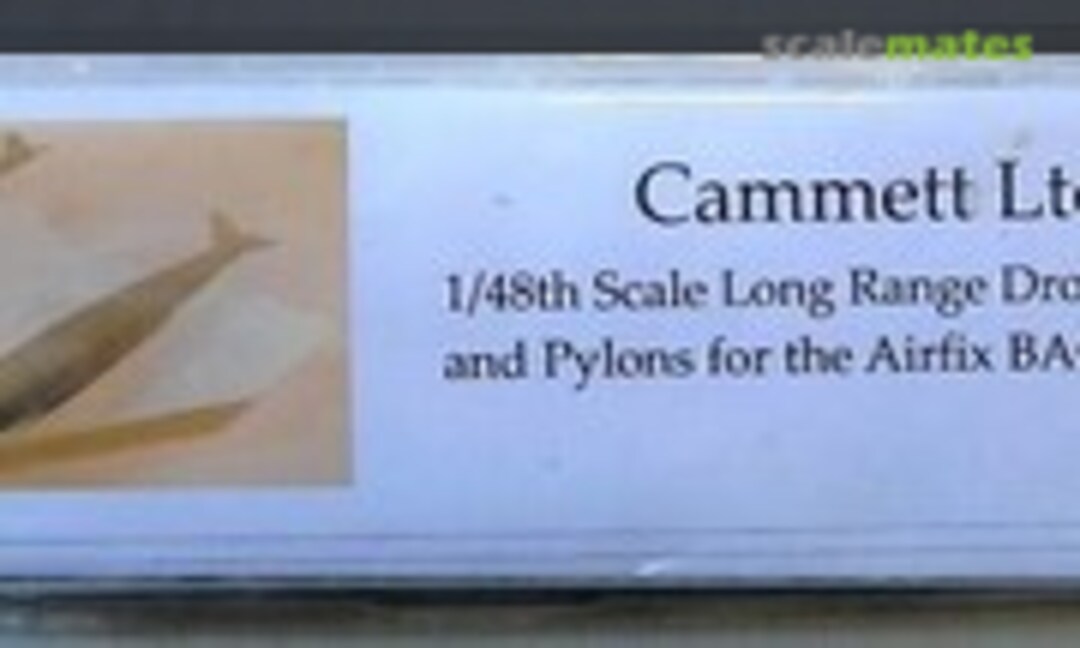 scalemates
Cammett Lt
1/48th Scale Long Range Dro
and Pylons for the Airfix BA